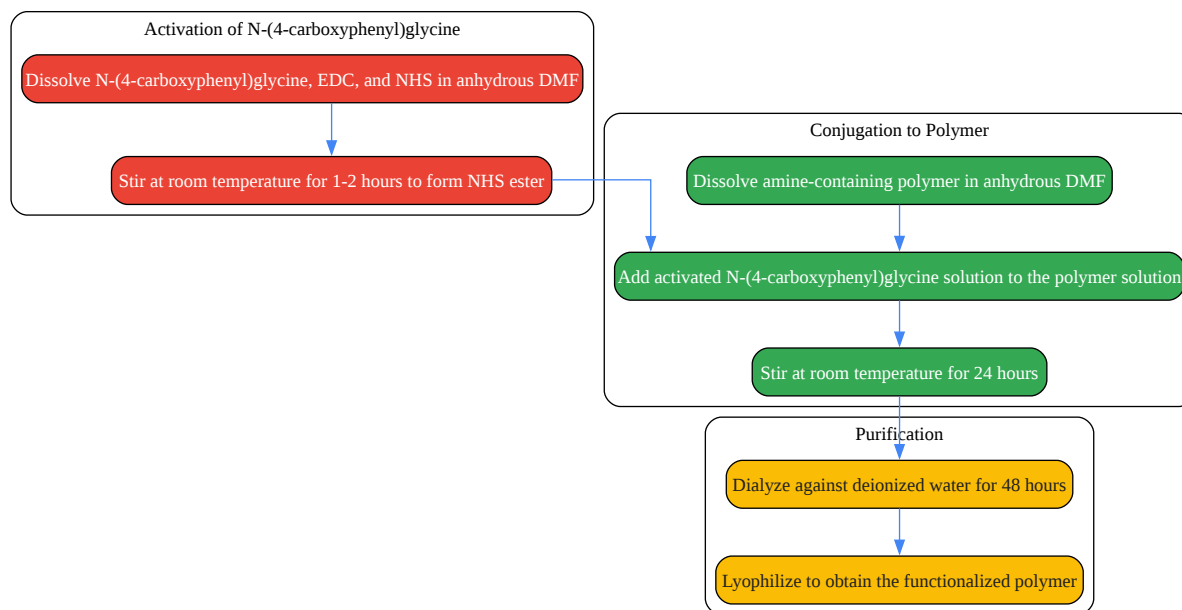 Activation of N-(4-carboxyphenyl)glycine
Dissolve N-(4-carboxyphenyl)glycine, EDC, and NHS in anhydrous DMF
Stir at room temperature for 1-2 hours to form NHS ester
Conjugation to Polymer
Dissolve amine-containing polymer in anhydrous DMF
Add activated N-(4-carboxyphenyl)glycine solution to the polymer solution
Stir at room temperature for 24 hours
Purification
Dialyze against deionized water for 48 hours
Lyophilize to obtain the functionalized polymer